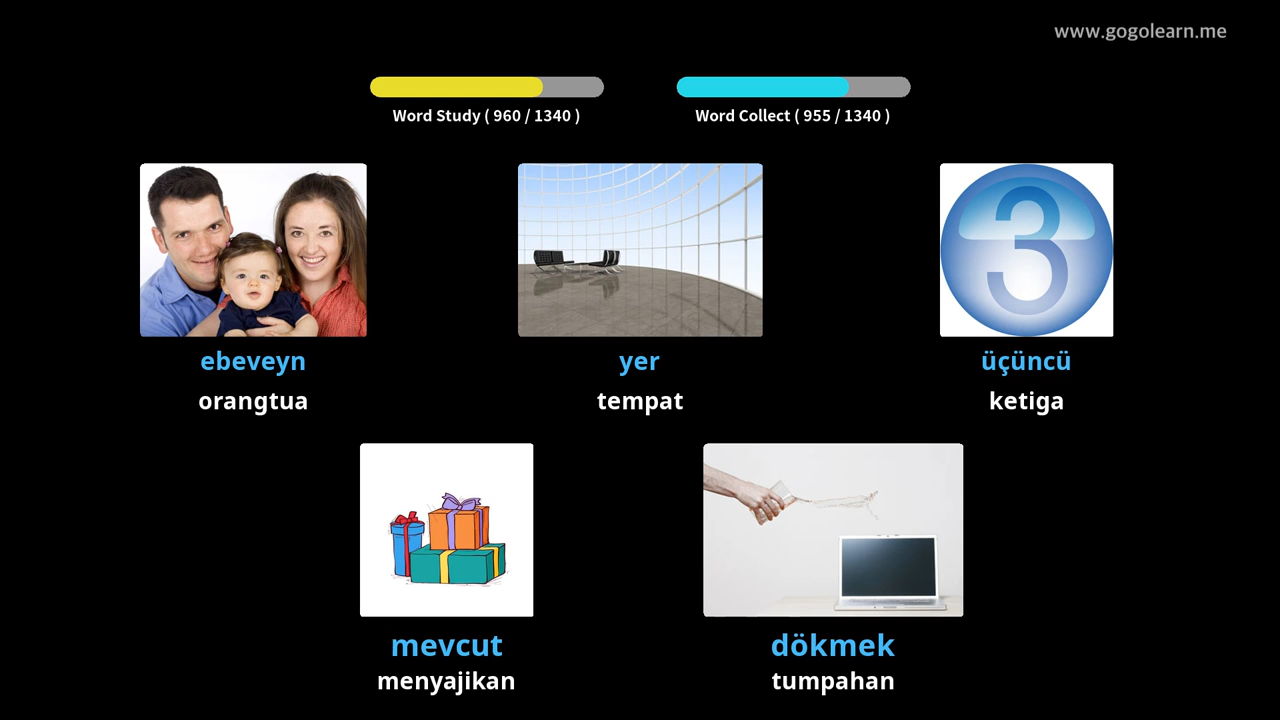 www.gogolearn.me
Word Study ( 960 / 1340 )
Word Collect ( 955 / 1340 )
3
ebeveyn
orangtua
yer
tempat
üçüncü
ketiga
mevcut
menyajikan
dökmek
tumpahan